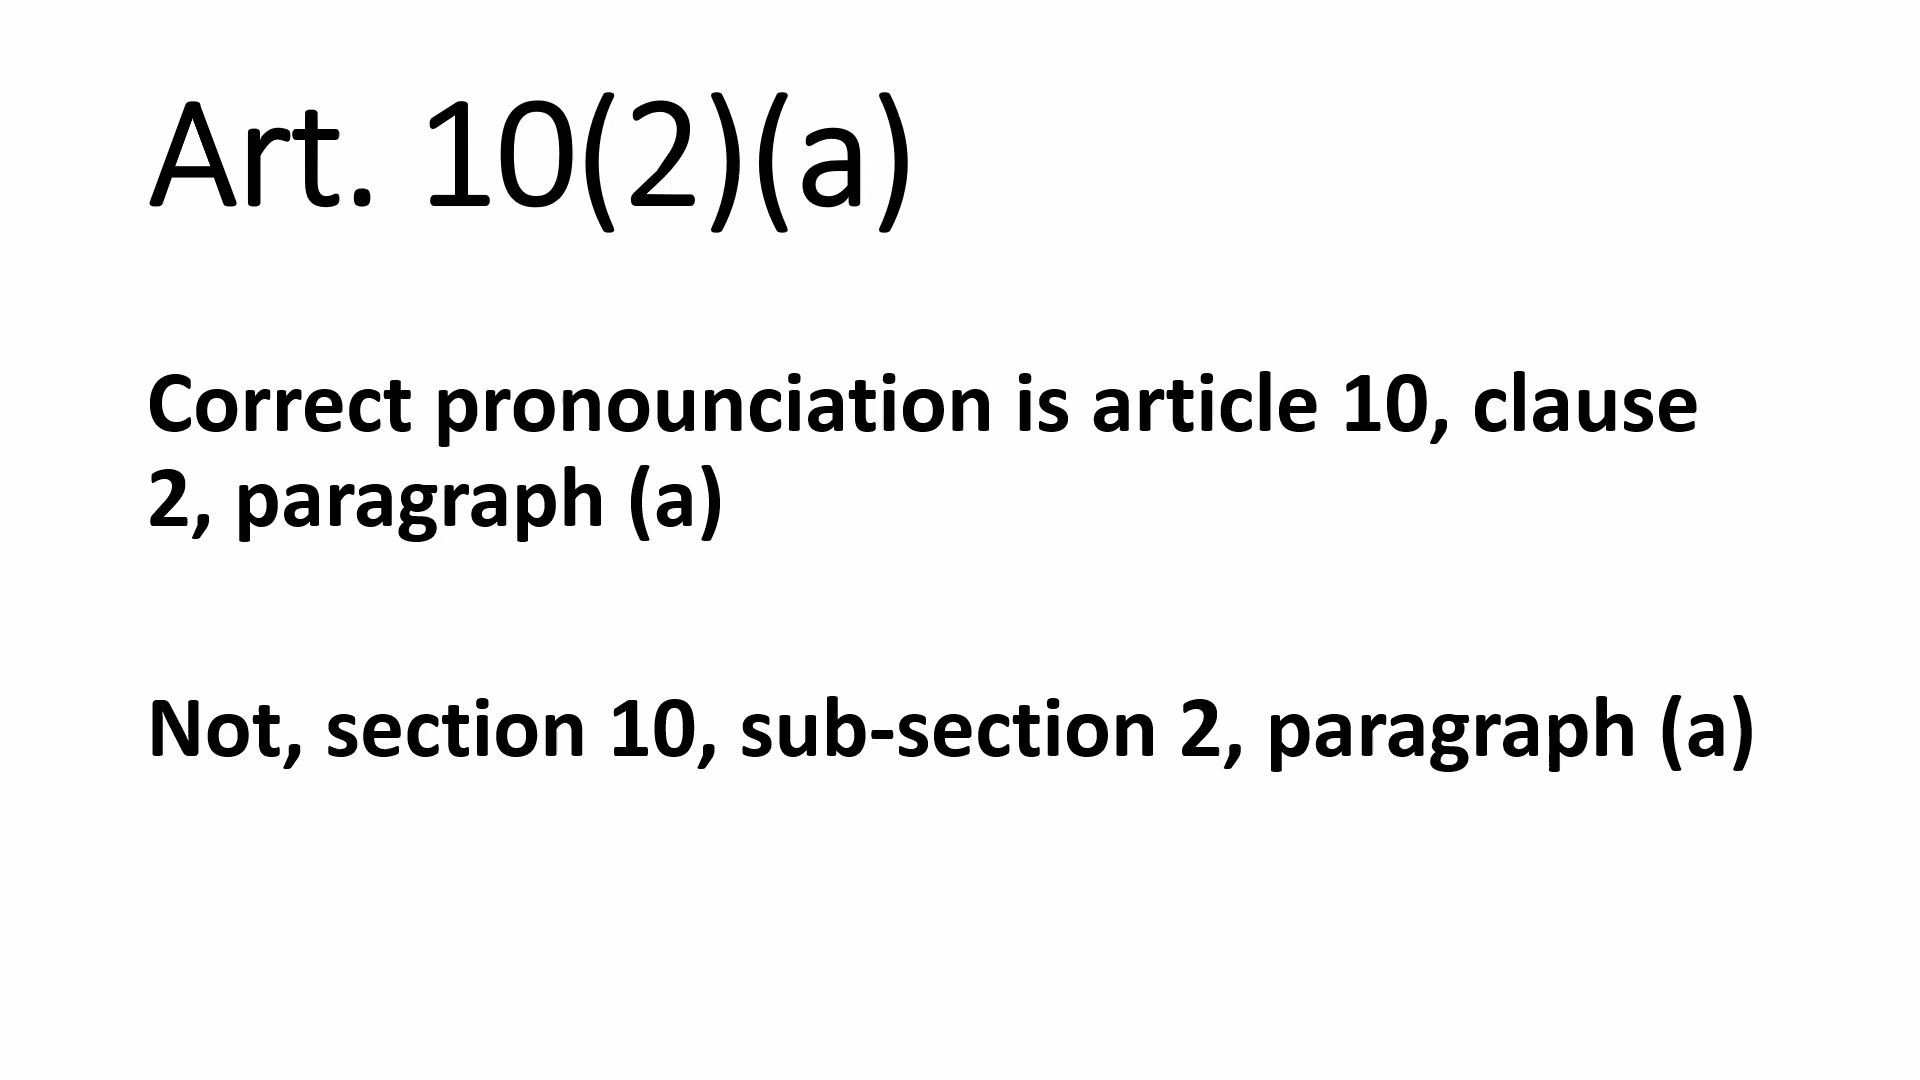 Art. 10(2)(a)
Correct pronounciation is article 10, clause
2, paragraph (a)
Not, section 10, sub-section 2, paragraph (a)